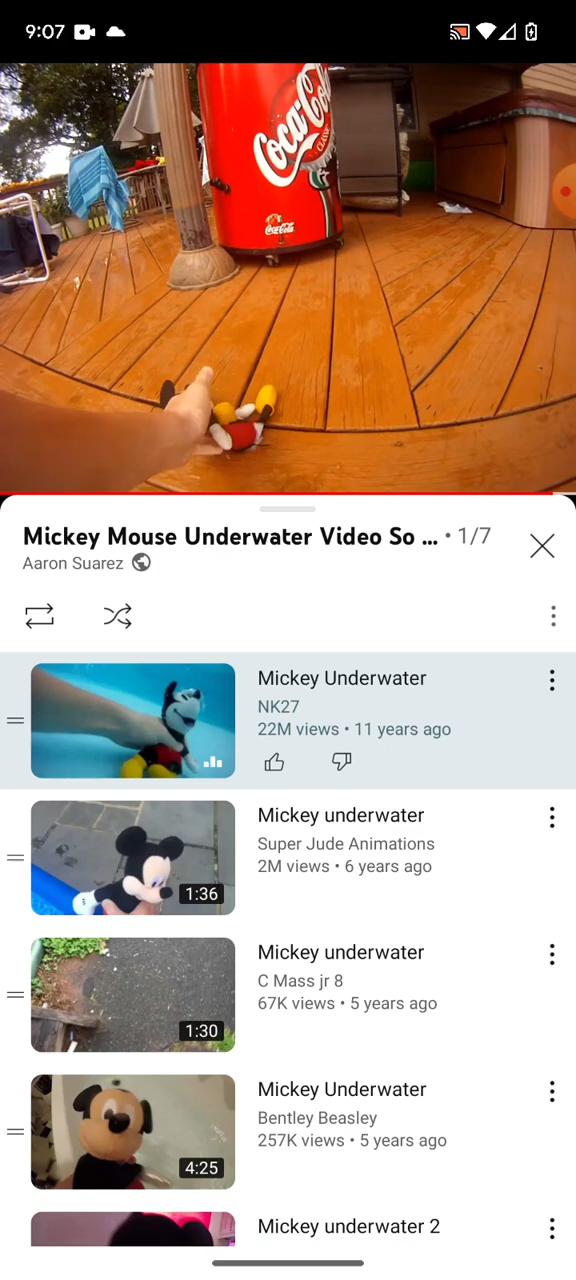 9:07
Coca-Cola
CLASSIC
Coca-Cola
Mickey Mouse Underwater Video So ... • 1/7
Aaron Suarez
Mickey Underwater
NK27
22M views • 11 years ago
Mickey underwater
Super Jude Animations
2M views • 6 years ago
1:36
Mickey underwater
C Mass jr 8
67K views • 5 years ago
1:30
Mickey Underwater
Bentley Beasley
257K views • 5 years ago
4:25
Mickey underwater 2